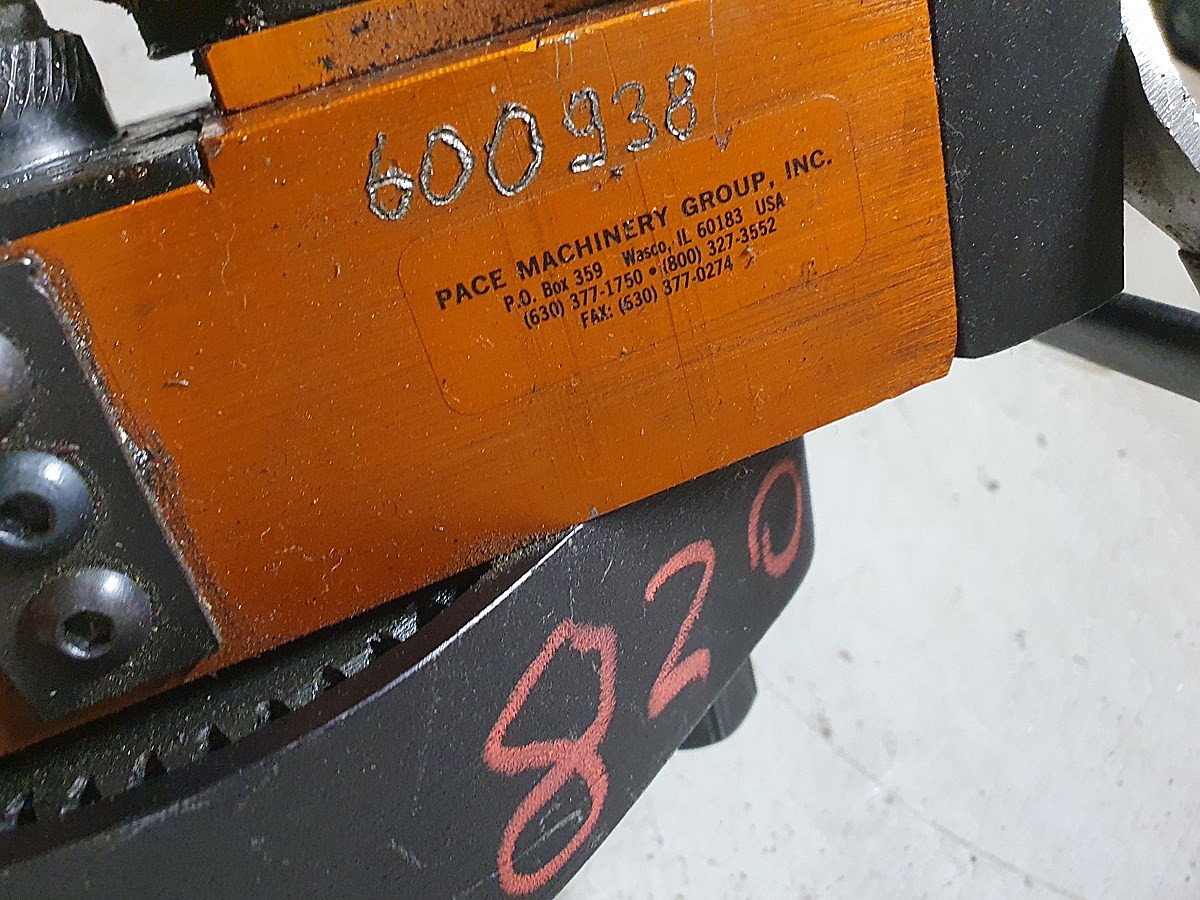 600938
PACE MACHINERY GROUP, INC.
P.O. Box 359 Wasco, IL 60183 USA
(630) 377-1750 • (800) 327-3552
FAX: (630) 377-0274
820